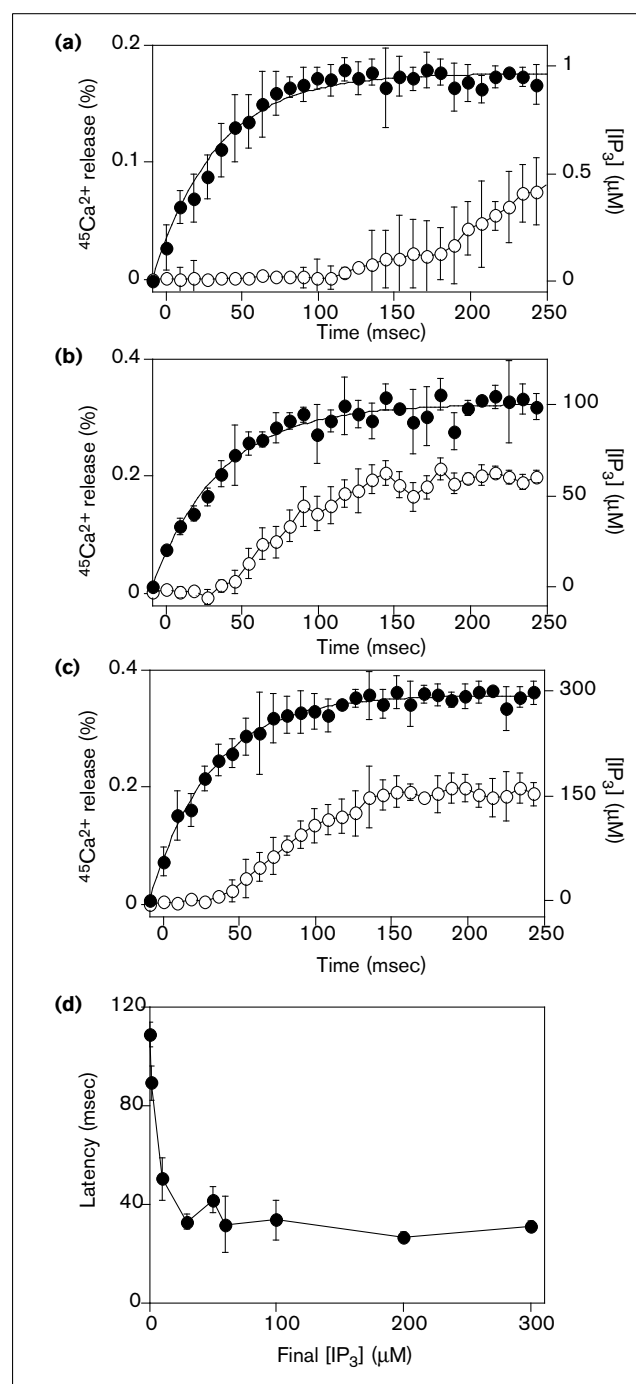 (a)
0.2
0.1
0
⁴⁵Ca²⁺ release (%)
1
0.5
0
[IP₃] (μM)
0 50 100 150 200 250
Time (msec)
(b)
0.4
0.2
0
⁴⁵Ca²⁺ release (%)
100
50
0
[IP₃] (μM)
0 50 100 150 200 250
Time (msec)
(c)
0.4
0.2
0
⁴⁵Ca²⁺ release (%)
300
150
0
[IP₃] (μM)
0 50 100 150 200 250
Time (msec)
(d)
120
80
40
0
Latency (msec)
0 100 200 300
Final [IP₃] (μM)